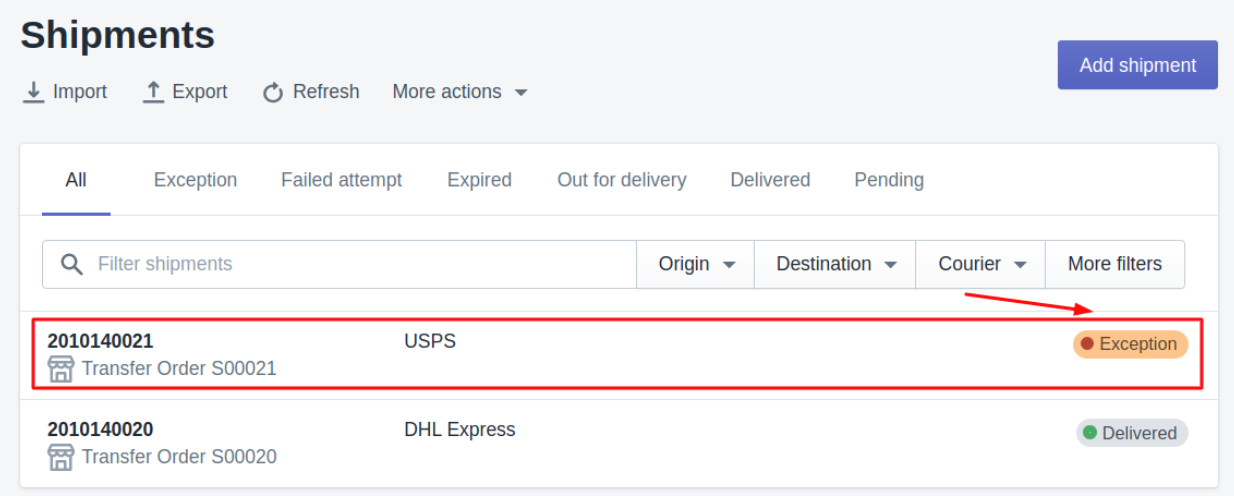 Shipments
Add shipment
Import Export Refresh More actions
All Exception Failed attempt Expired Out for delivery Delivered Pending
Filter shipments Origin Destination Courier More filters
2010140021 USPS Exception
Transfer Order S00021
2010140020 DHL Express Delivered
Transfer Order S00020